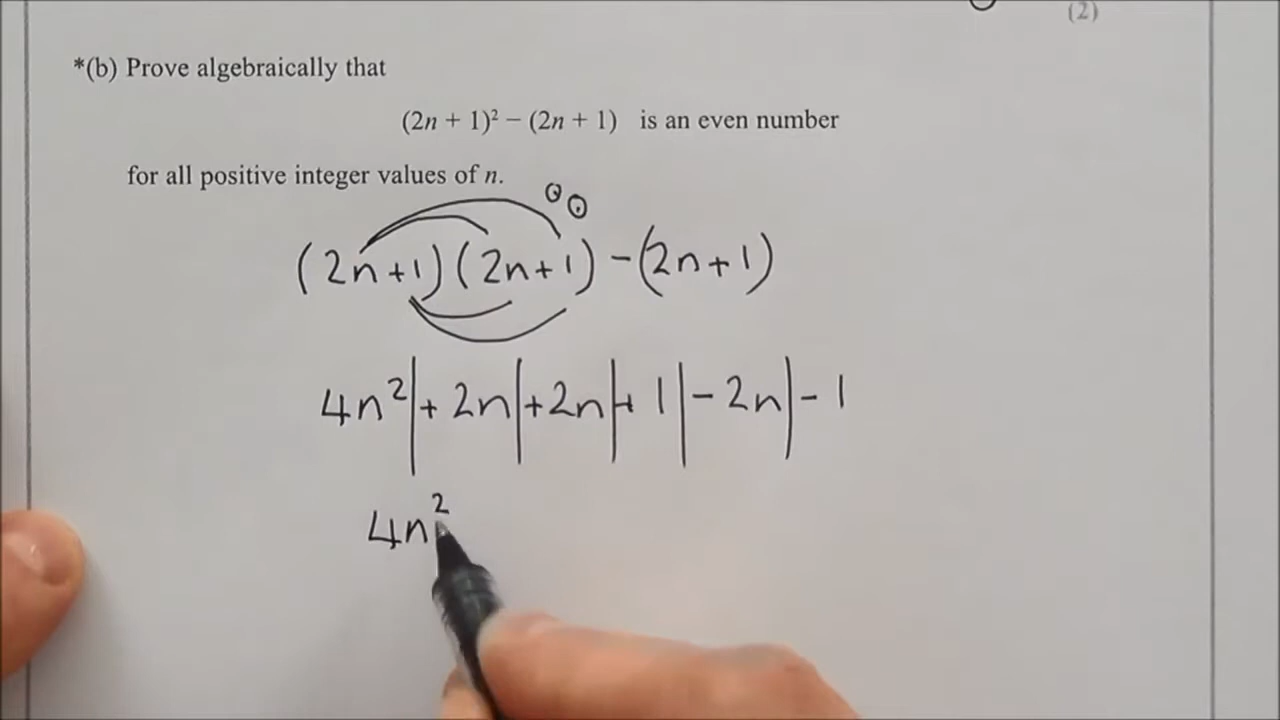 (2)
*(b) Prove algebraically that
(2n + 1)² − (2n + 1) is an even number
for all positive integer values of n.
(2n+1)(2n+1) -(2n+1)
4n²|+ 2n|+2n|+ 1|- 2n|- 1
4n²